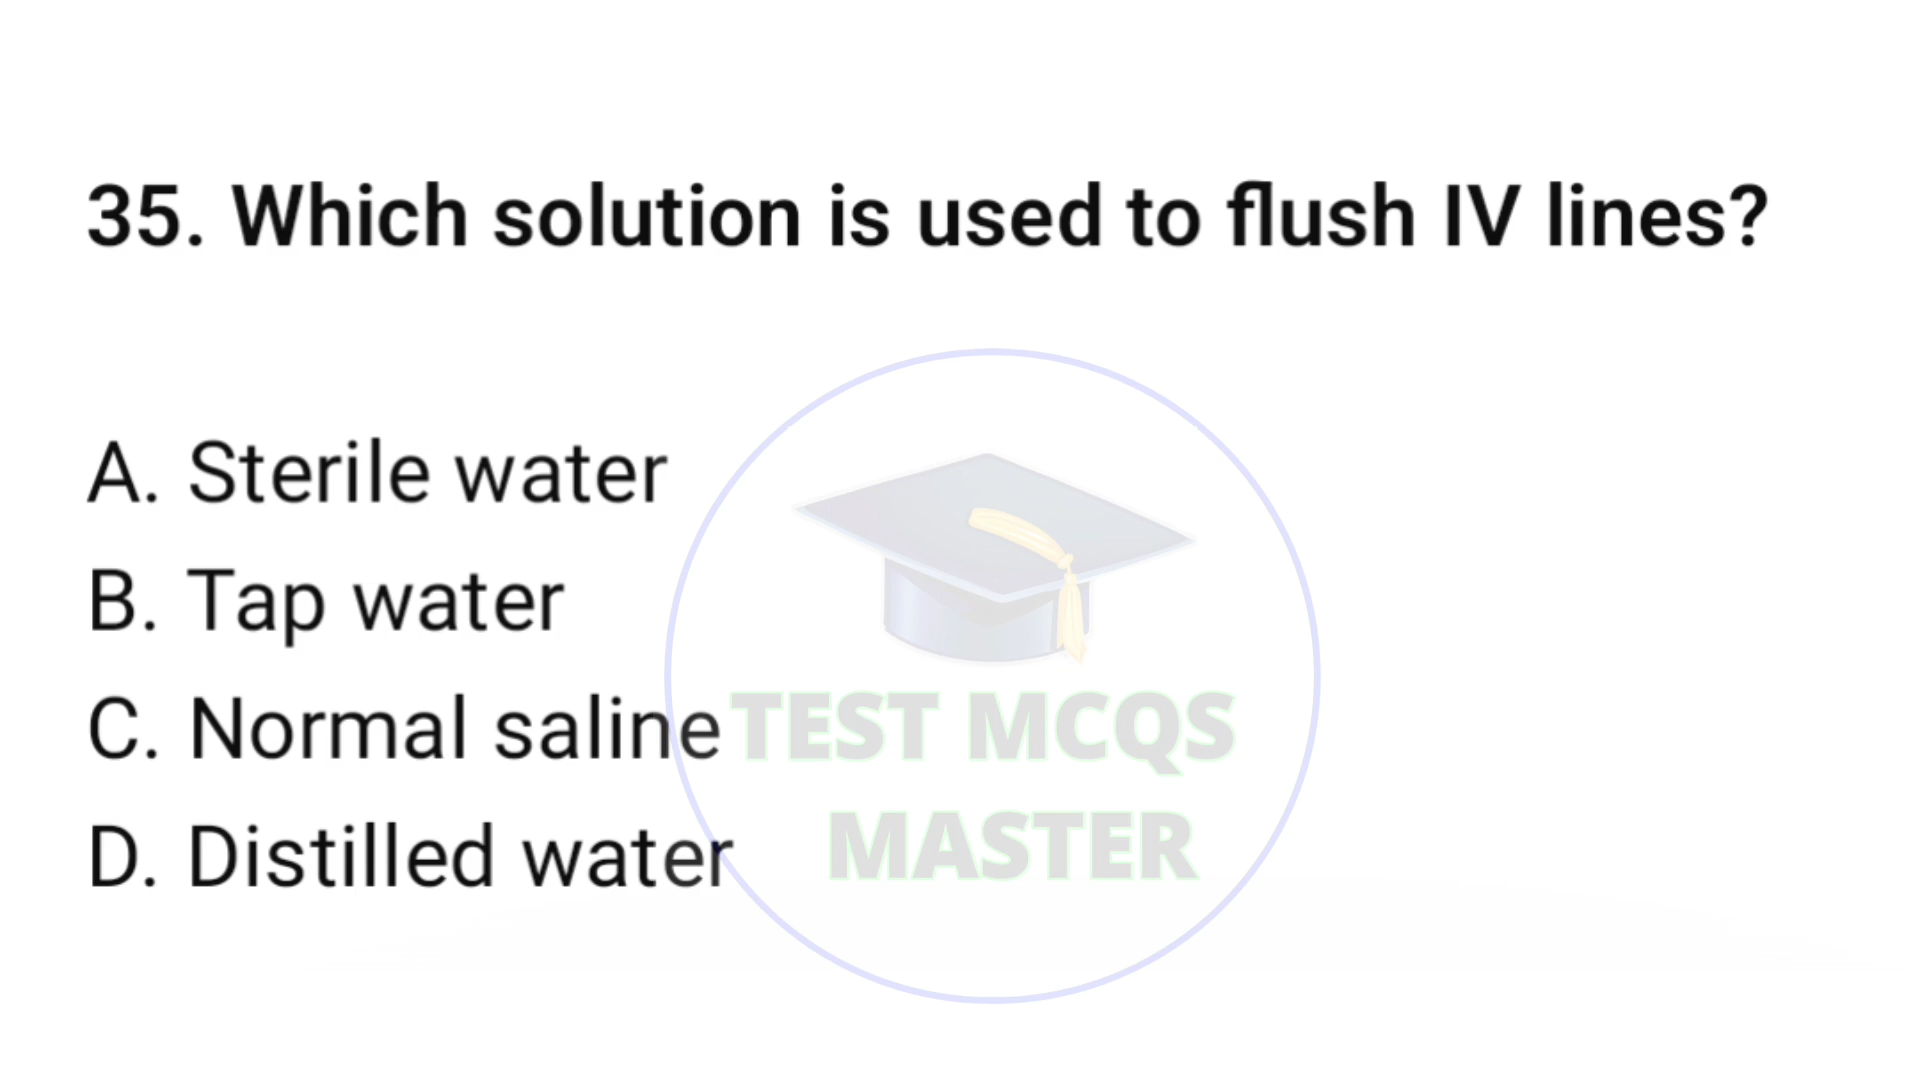 35. Which solution is used to flush IV lines?
A. Sterile water
B. Tap water
C. Normal saline
D. Distilled water
TEST MCQS
MASTER